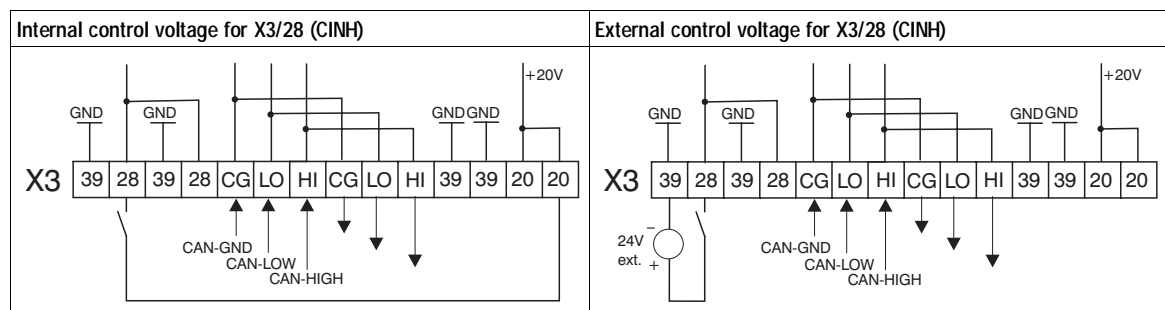 Internal control voltage for X3/28 (CINH)
+20V
GND GND GND GND
X3 39 28 39 28 CG LO HI CG LO HI 39 39 20 20
CAN-GND
CAN-LOW
CAN-HIGH
External control voltage for X3/28 (CINH)
+20V
GND GND GND GND
X3 39 28 39 28 CG LO HI CG LO HI 39 39 20 20
−
24V
ext.
+
CAN-GND
CAN-LOW
CAN-HIGH